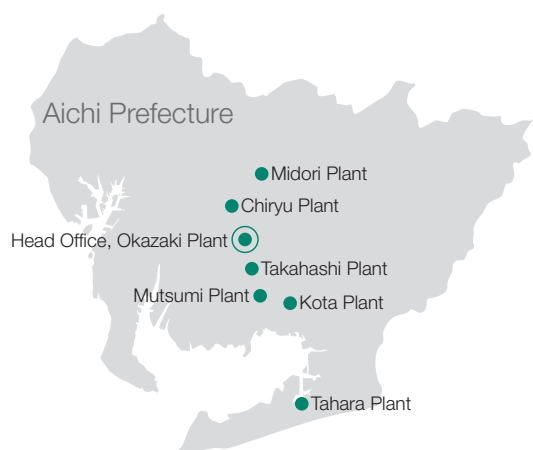 Aichi Prefecture
Midori Plant
Chiryu Plant
Head Office, Okazaki Plant
Takahashi Plant
Mutsumi Plant
Kota Plant
Tahara Plant